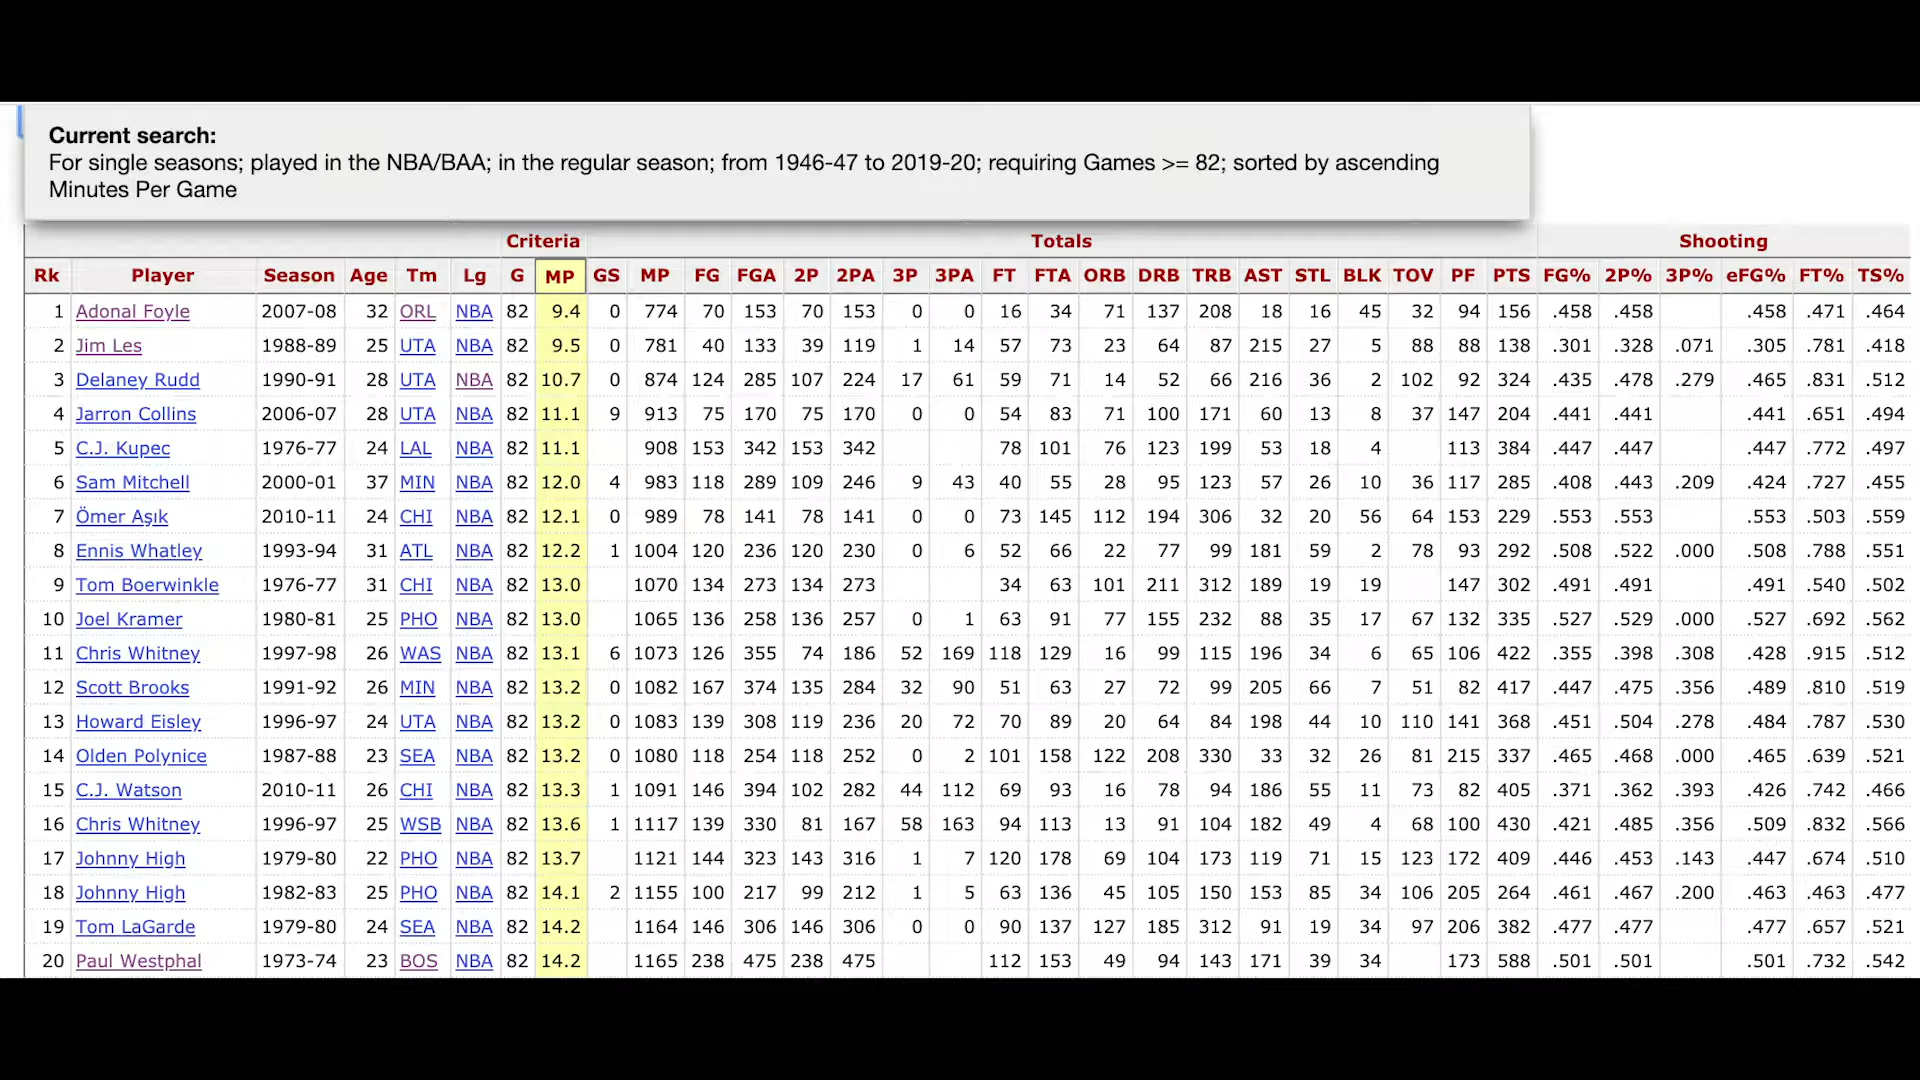 Current search:
For single seasons; played in the NBA/BAA; in the regular season; from 1946-47 to 2019-20; requiring Games >= 82; sorted by ascending
Minutes Per Game
Criteria Totals Shooting
Rk Player Season Age Tm Lg G MP GS MP FG FGA 2P 2PA 3P 3PA FT FTA ORB DRB TRB AST STL BLK TOV PF PTS FG% 2P% 3P% eFG% FT% TS%
1 Adonal Foyle 2007-08 32 ORL NBA 82 9.4 0 774 70 153 70 153 0 0 16 34 71 137 208 18 16 45 32 94 156 .458 .458 .458 .471 .464
2 Jim Les 1988-89 25 UTA NBA 82 9.5 0 781 40 133 39 119 1 14 57 73 23 64 87 215 27 5 88 88 138 .301 .328 .071 .305 .781 .418
3 Delaney Rudd 1990-91 28 UTA NBA 82 10.7 0 874 124 285 107 224 17 61 59 71 14 52 66 216 36 2 102 92 324 .435 .478 .279 .465 .831 .512
4 Jarron Collins 2006-07 28 UTA NBA 82 11.1 9 913 75 170 75 170 0 0 54 83 71 100 171 60 13 8 37 147 204 .441 .441 .441 .651 .494
5 C.J. Kupec 1976-77 24 LAL NBA 82 11.1 908 153 342 153 342 78 101 76 123 199 53 18 4 113 384 .447 .447 .447 .772 .497
6 Sam Mitchell 2000-01 37 MIN NBA 82 12.0 4 983 118 289 109 246 9 43 40 55 28 95 123 57 26 10 36 117 285 .408 .443 .209 .424 .727 .455
7 Ömer Aşık 2010-11 24 CHI NBA 82 12.1 0 989 78 141 78 141 0 0 73 145 112 194 306 32 20 56 64 153 229 .553 .553 .553 .503 .559
8 Ennis Whatley 1993-94 31 ATL NBA 82 12.2 1 1004 120 236 120 230 0 6 52 66 22 77 99 181 59 2 78 93 292 .508 .522 .000 .508 .788 .551
9 Tom Boerwinkle 1976-77 31 CHI NBA 82 13.0 1070 134 273 134 273 34 63 101 211 312 189 19 19 147 302 .491 .491 .491 .540 .502
10 Joel Kramer 1980-81 25 PHO NBA 82 13.0 1065 136 258 136 257 0 1 63 91 77 155 232 88 35 17 67 132 335 .527 .529 .000 .527 .692 .562
11 Chris Whitney 1997-98 26 WAS NBA 82 13.1 6 1073 126 355 74 186 52 169 118 129 16 99 115 196 34 6 65 106 422 .355 .398 .308 .428 .915 .512
12 Scott Brooks 1991-92 26 MIN NBA 82 13.2 0 1082 167 374 135 284 32 90 51 63 27 72 99 205 66 7 51 82 417 .447 .475 .356 .489 .810 .519
13 Howard Eisley 1996-97 24 UTA NBA 82 13.2 0 1083 139 308 119 236 20 72 70 89 20 64 84 198 44 10 110 141 368 .451 .504 .278 .484 .787 .530
14 Olden Polynice 1987-88 23 SEA NBA 82 13.2 0 1080 118 254 118 252 0 2 101 158 122 208 330 33 32 26 81 215 337 .465 .468 .000 .465 .639 .521
15 C.J. Watson 2010-11 26 CHI NBA 82 13.3 1 1091 146 394 102 282 44 112 69 93 16 78 94 186 55 11 73 82 405 .371 .362 .393 .426 .742 .466
16 Chris Whitney 1996-97 25 WSB NBA 82 13.6 1 1117 139 330 81 167 58 163 94 113 13 91 104 182 49 4 68 100 430 .421 .485 .356 .509 .832 .566
17 Johnny High 1979-80 22 PHO NBA 82 13.7 1121 144 323 143 316 1 7 120 178 69 104 173 119 71 15 123 172 409 .446 .453 .143 .447 .674 .510
18 Johnny High 1982-83 25 PHO NBA 82 14.1 2 1155 100 217 99 212 1 5 63 136 45 105 150 153 85 34 106 205 264 .461 .467 .200 .463 .463 .477
19 Tom LaGarde 1979-80 24 SEA NBA 82 14.2 1164 146 306 146 306 0 0 90 137 127 185 312 91 19 34 97 206 382 .477 .477 .477 .657 .521
20 Paul Westphal 1973-74 23 BOS NBA 82 14.2 1165 238 475 238 475 112 153 49 94 143 171 39 34 173 588 .501 .501 .501 .732 .542